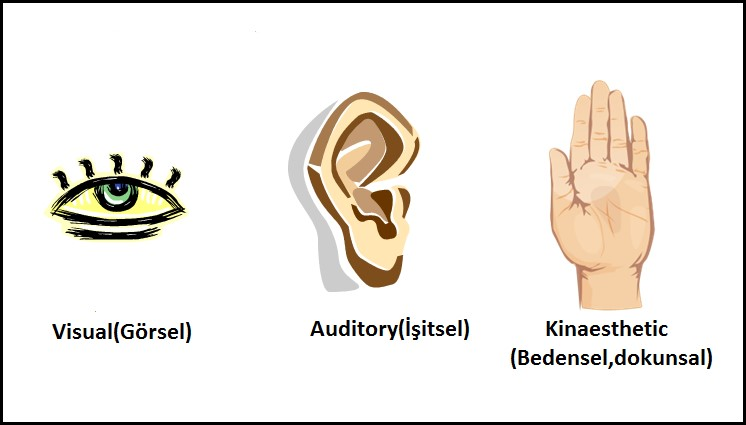 Visual(Görsel)
Auditory(İşitsel)
Kinaesthetic
(Bedensel,dokunsal)